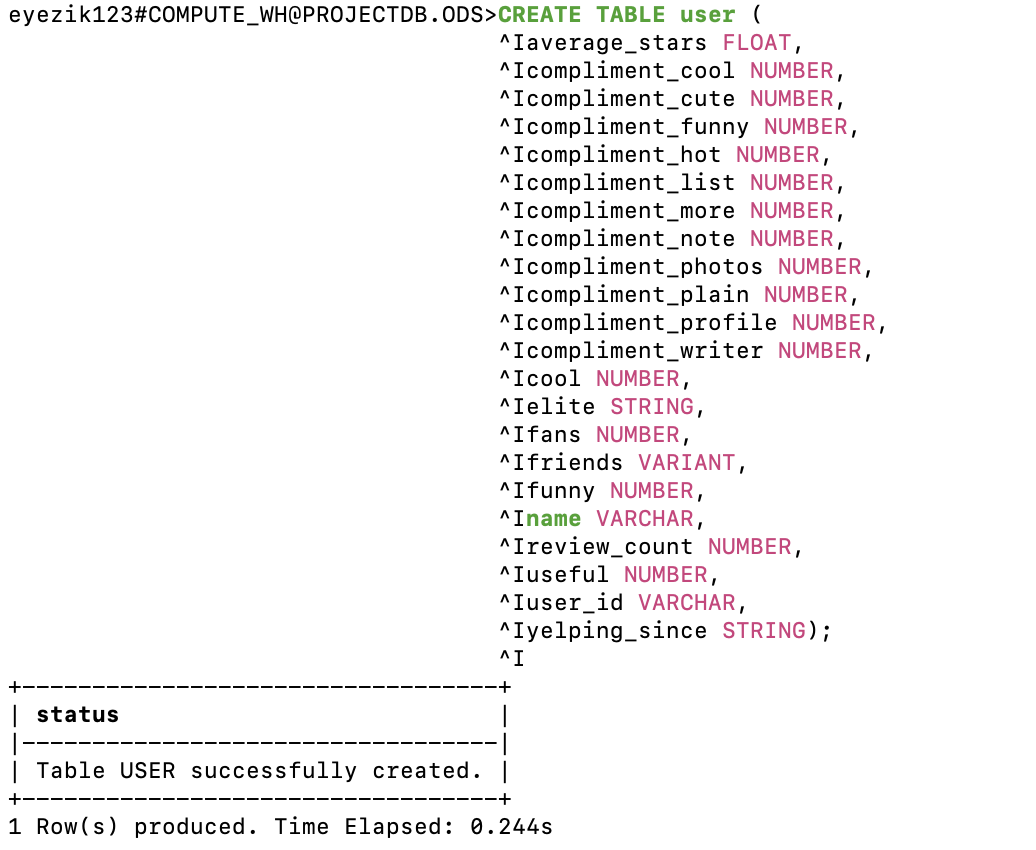 eyezik123#COMPUTE_WH@PROJECTDB.ODS>CREATE TABLE user (
^Iaverage_stars FLOAT,
^Icompliment_cool NUMBER,
^Icompliment_cute NUMBER,
^Icompliment_funny NUMBER,
^Icompliment_hot NUMBER,
^Icompliment_list NUMBER,
^Icompliment_more NUMBER,
^Icompliment_note NUMBER,
^Icompliment_photos NUMBER,
^Icompliment_plain NUMBER,
^Icompliment_profile NUMBER,
^Icompliment_writer NUMBER,
^Icool NUMBER,
^Ielite STRING,
^Ifans NUMBER,
^Ifriends VARIANT,
^Ifunny NUMBER,
^Iname VARCHAR,
^Ireview_count NUMBER,
^Iuseful NUMBER,
^Iuser_id VARCHAR,
^Iyelping_since STRING);
^I
+----------------------------------+
| status                           |
|----------------------------------|
| Table USER successfully created. |
+----------------------------------+
1 Row(s) produced. Time Elapsed: 0.244s